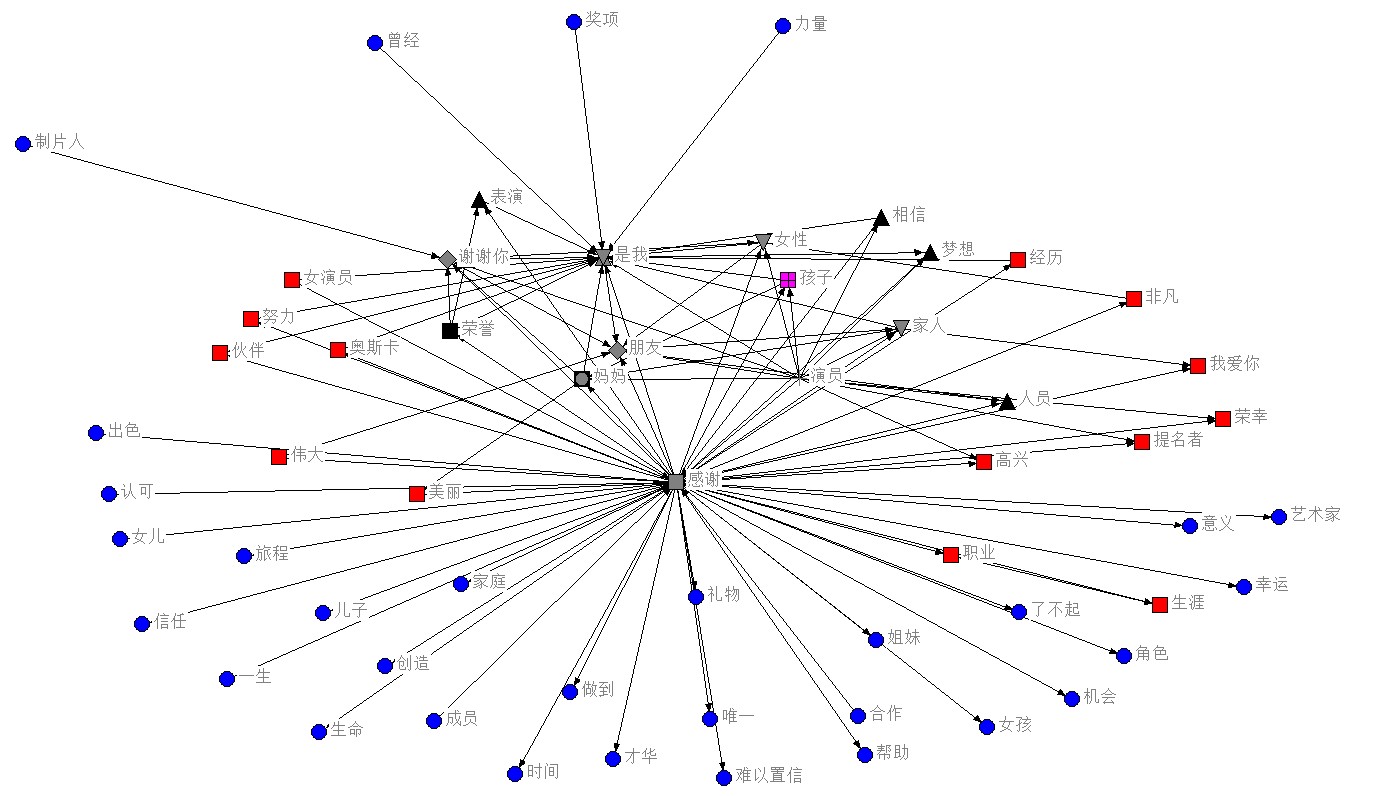 奖项
力量
曾经
制片人
表演
相信
女性
梦想
谢谢你
是我
经历
女演员
孩子
非凡
努力
荣誉
家人
伙伴
奥斯卡
朋友
我爱你
妈妈
演员
人员
荣幸
出色
提名者
伟大
高兴
感谢
认可
美丽
艺术家
意义
女儿
旅程
职业
家庭
幸运
礼物
生涯
儿子
了不起
信任
姐妹
角色
创造
一生
做到
机会
唯一
合作
成员
女孩
生命
帮助
才华
时间
难以置信